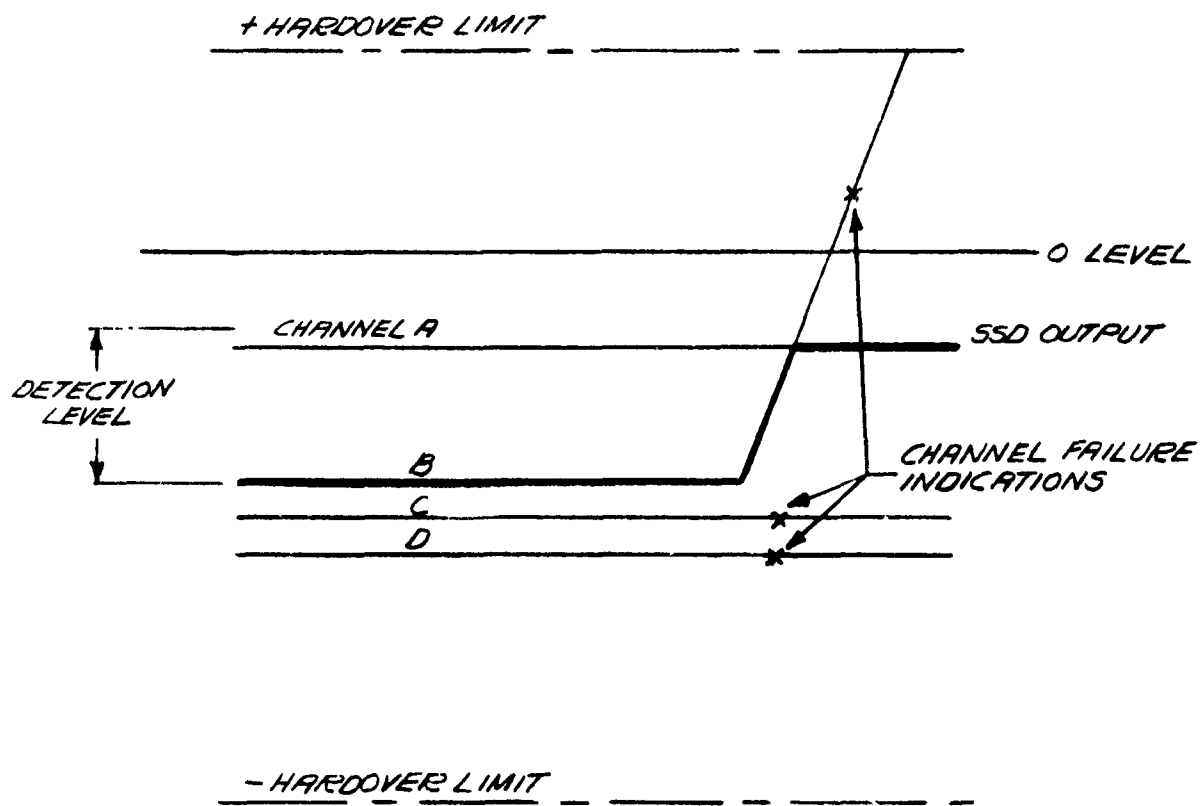 + HARDOVER LIMIT
O LEVEL
CHANNEL A
SSD OUTPUT
DETECTION
LEVEL
B
CHANNEL FAILURE
INDICATIONS
C
D
- HARDOVER LIMIT